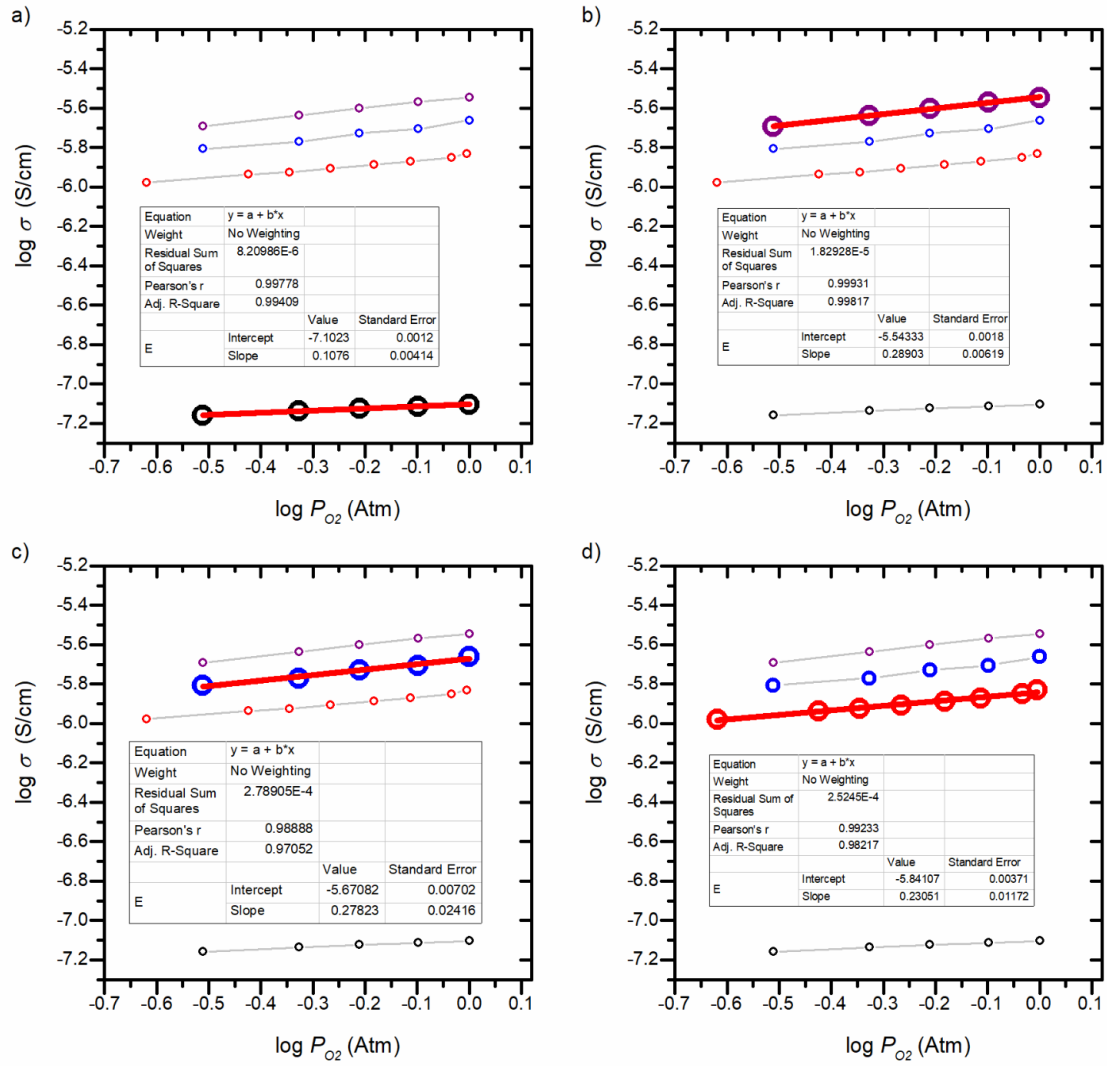 a)
-5.2
-5.4
-5.6
-5.8
-6.0
-6.2
-6.4
-6.6
-6.8
-7.0
-7.2
log σ (S/cm)
Equation y = a + b*x
Weight No Weighting
Residual Sum of Squares 8.20986E-6
Pearson's r 0.99778
Adj. R-Square 0.99409
Value Standard Error
E Intercept -7.1023 0.0012
Slope 0.1076 0.00414
-0.7 -0.6 -0.5 -0.4 -0.3 -0.2 -0.1 0.0 0.1
log P_O2 (Atm)
b)
-5.2
-5.4
-5.6
-5.8
-6.0
-6.2
-6.4
-6.6
-6.8
-7.0
-7.2
log σ (S/cm)
Equation y = a + b*x
Weight No Weighting
Residual Sum of Squares 1.82928E-5
Pearson's r 0.99931
Adj. R-Square 0.99817
Value Standard Error
E Intercept -5.54333 0.0018
Slope 0.28903 0.00619
-0.7 -0.6 -0.5 -0.4 -0.3 -0.2 -0.1 0.0 0.1
log P_O2 (Atm)
c)
-5.2
-5.4
-5.6
-5.8
-6.0
-6.2
-6.4
-6.6
-6.8
-7.0
-7.2
log σ (S/cm)
Equation y = a + b*x
Weight No Weighting
Residual Sum of Squares 2.78905E-4
Pearson's r 0.98888
Adj. R-Square 0.97052
Value Standard Error
E Intercept -5.67082 0.00702
Slope 0.27823 0.02416
-0.7 -0.6 -0.5 -0.4 -0.3 -0.2 -0.1 0.0 0.1
log P_O2 (Atm)
d)
-5.2
-5.4
-5.6
-5.8
-6.0
-6.2
-6.4
-6.6
-6.8
-7.0
-7.2
log σ (S/cm)
Equation y = a + b*x
Weight No Weighting
Residual Sum of Squares 2.5245E-4
Pearson's r 0.99233
Adj. R-Square 0.98217
Value Standard Error
E Intercept -5.84107 0.00371
Slope 0.23051 0.01172
-0.7 -0.6 -0.5 -0.4 -0.3 -0.2 -0.1 0.0 0.1
log P_O2 (Atm)